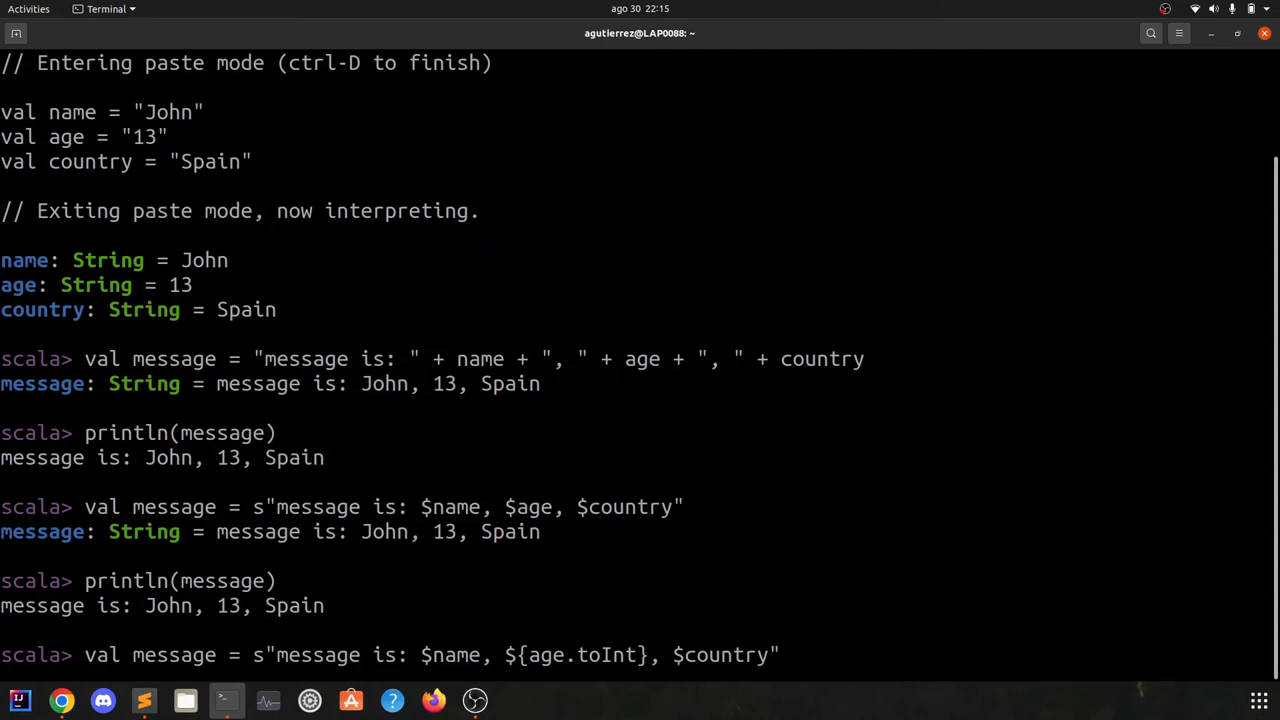 Activities
Terminal
ago 30 22:15
agutierrez@LAP0088: ~
// Entering paste mode (ctrl-D to finish)
val name = "John"
val age = "13"
val country = "Spain"
// Exiting paste mode, now interpreting.
name: String = John
age: String = 13
country: String = Spain
scala> val message = "message is: " + name + ", " + age + ", " + country
message: String = message is: John, 13, Spain
scala> println(message)
message is: John, 13, Spain
scala> val message = s"message is: $name, $age, $country"
message: String = message is: John, 13, Spain
scala> println(message)
message is: John, 13, Spain
scala> val message = s"message is: $name, ${age.toInt}, $country"